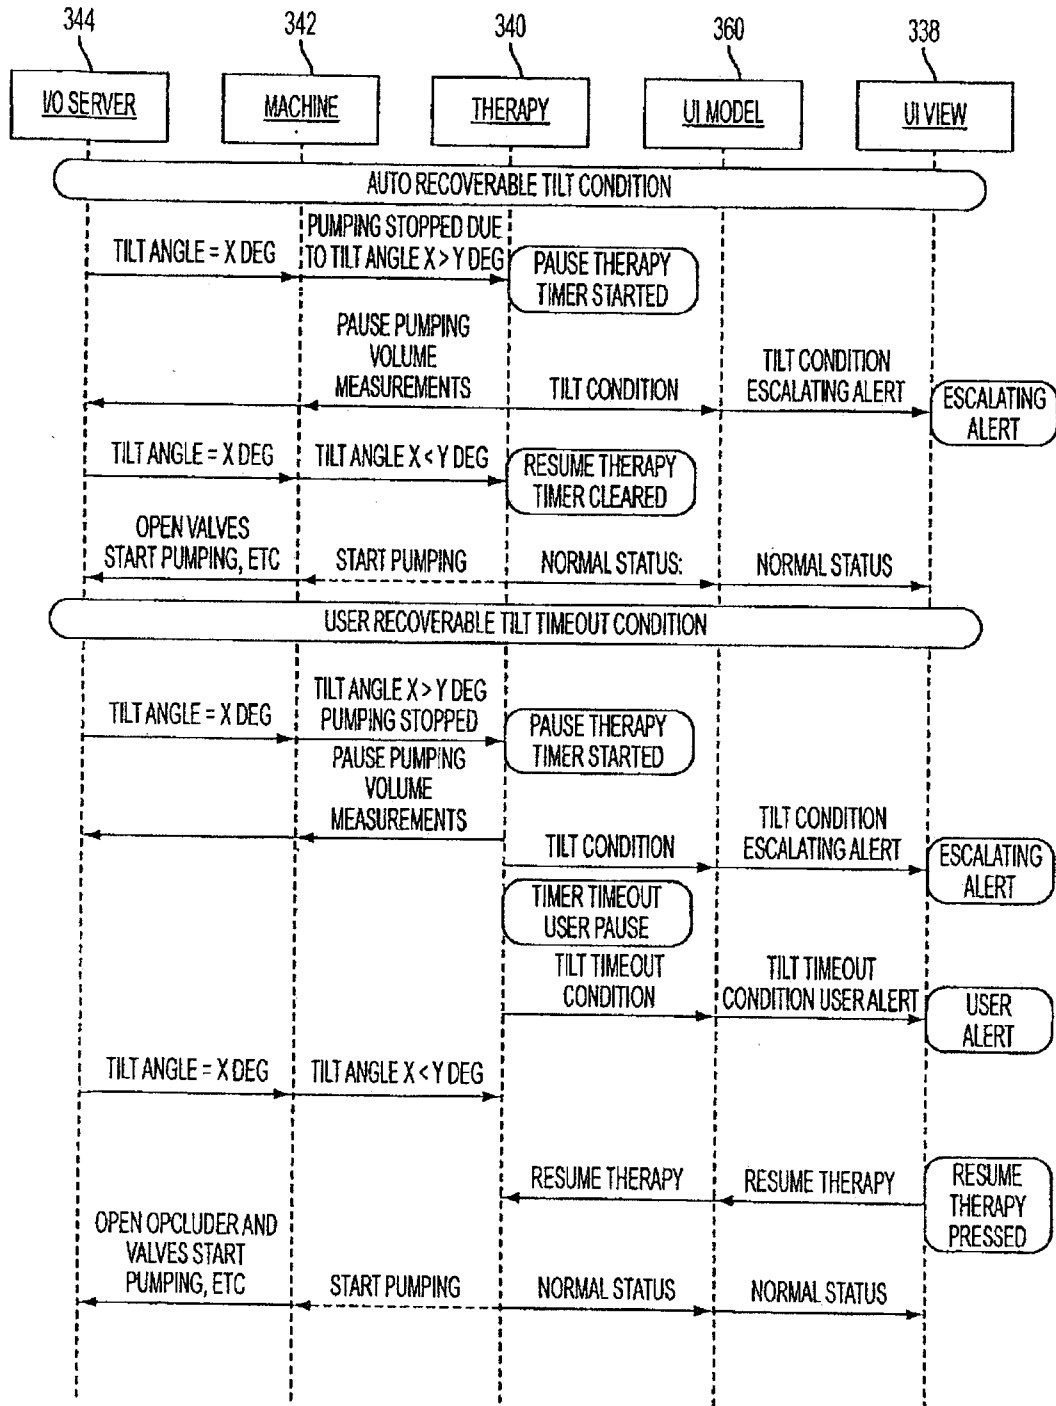 344
342
340
360
338
I/O SERVER
MACHINE
THERAPY
UI MODEL
UI VIEW
AUTO RECOVERABLE TILT CONDITION
TILT ANGLE = X DEG
PUMPING STOPPED DUE
TO TILT ANGLE X > Y DEG
PAUSE THERAPY
TIMER STARTED
PAUSE PUMPING
VOLUME
MEASUREMENTS
TILT CONDITION
TILT CONDITION
ESCALATING ALERT
ESCALATING
ALERT
TILT ANGLE = X DEG
TILT ANGLE X < Y DEG
RESUME THERAPY
TIMER CLEARED
OPEN VALVES
START PUMPING, ETC
START PUMPING
NORMAL STATUS:
NORMAL STATUS
USER RECOVERABLE TILT TIMEOUT CONDITION
TILT ANGLE = X DEG
TILT ANGLE X > Y DEG
PUMPING STOPPED
PAUSE THERAPY
TIMER STARTED
PAUSE PUMPING
VOLUME
MEASUREMENTS
TILT CONDITION
TILT CONDITION
ESCALATING ALERT
ESCALATING
ALERT
TIMER TIMEOUT
USER PAUSE
TILT TIMEOUT
CONDITION
TILT TIMEOUT
CONDITION USER ALERT
USER
ALERT
TILT ANGLE = X DEG
TILT ANGLE X < Y DEG
RESUME THERAPY
RESUME THERAPY
RESUME
THERAPY
PRESSED
OPEN OPCLUDER AND
VALVES START
PUMPING, ETC
START PUMPING
NORMAL STATUS
NORMAL STATUS